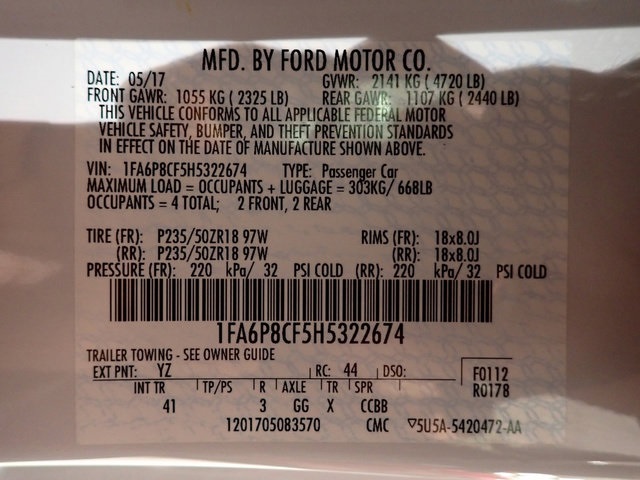 MFD. BY FORD MOTOR CO.
DATE: 05/17 GVWR: 2141 KG ( 4720 LB)
FRONT GAWR: 1055 KG ( 2325 LB) REAR GAWR: 1107 KG ( 2440 LB)
THIS VEHICLE CONFORMS TO ALL APPLICABLE FEDERAL MOTOR
VEHICLE SAFETY, BUMPER, AND THEFT PREVENTION STANDARDS
IN EFFECT ON THE DATE OF MANUFACTURE SHOWN ABOVE.
VIN: 1FA6P8CF5H5322674 TYPE: Passenger Car
MAXIMUM LOAD = OCCUPANTS + LUGGAGE = 303KG/ 668LB
OCCUPANTS = 4 TOTAL; 2 FRONT, 2 REAR
TIRE (FR): P235/50ZR18 97W RIMS (FR): 18x8.0J
(RR): P235/50ZR18 97W (RR): 18x8.0J
PRESSURE (FR): 220 kPa/ 32 PSI COLD (RR): 220 kPa/ 32 PSI COLD
1FA6P8CF5H5322674
TRAILER TOWING - SEE OWNER GUIDE
EXT PNT: YZ RC: 44 DSO: F0112
INT TR TP/PS R AXLE TR SPR R0178
41 3 GG X CCBB
1201705083570 CMC ▽5U5A-5420472-AA